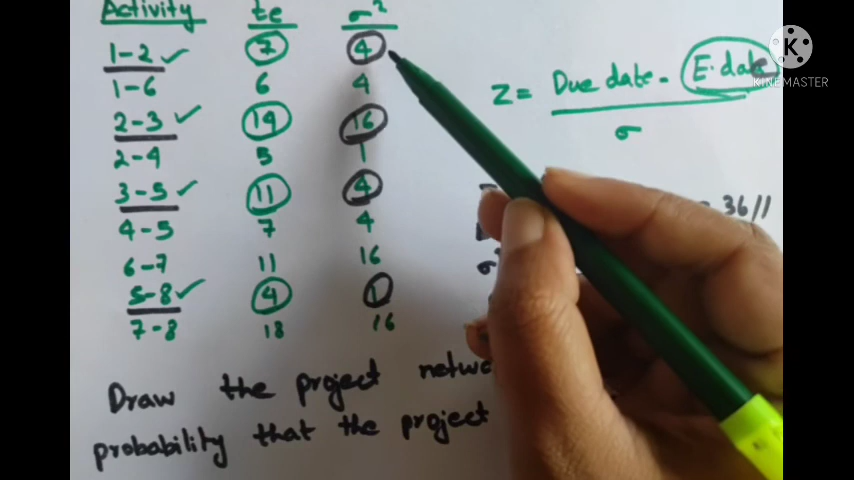 Activity te σ²
1-2 ✓ 7 4
1-6 6 4
2-3 ✓ 14 16
2-4 5 1
3-5 ✓ 11 4
4-5 7 4
6-7 11 16
5-8 ✓ 4 1
7-8 18 16
Z = Due date - E. date
σ
36 //
σ
Draw the project
probability that the project
K
KINEMASTER